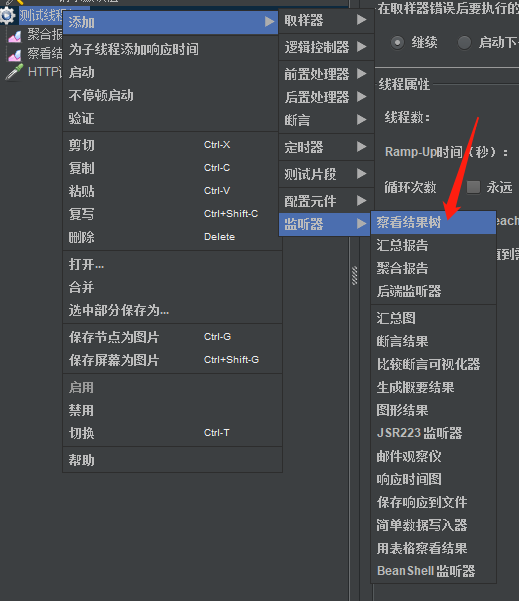 测试线程
聚合报
察看结
HTTP
添加
为子线程添加响应时间
启动
不停顿启动
验证
剪切 Ctrl-X
复制 Ctrl-C
粘贴 Ctrl-V
复写 Ctrl+Shift-C
删除 Delete
打开...
合并
选中部分保存为...
保存节点为图片 Ctrl-G
保存屏幕为图片 Ctrl+Shift-G
启用
禁用
切换 Ctrl-T
帮助
取样器
逻辑控制器
前置处理器
后置处理器
断言
定时器
测试片段
配置元件
监听器
察看结果树
汇总报告
聚合报告
后端监听器
汇总图
断言结果
比较断言可视化器
生成概要结果
图形结果
JSR223 监听器
邮件观察仪
响应时间图
保存响应到文件
简单数据写入器
用表格察看结果
BeanShell 监听器
在取样器错误后要执行的
继续 启动下一
线程属性
线程数：
Ramp-Up时间（秒）：
循环次数 永远
each
直到需